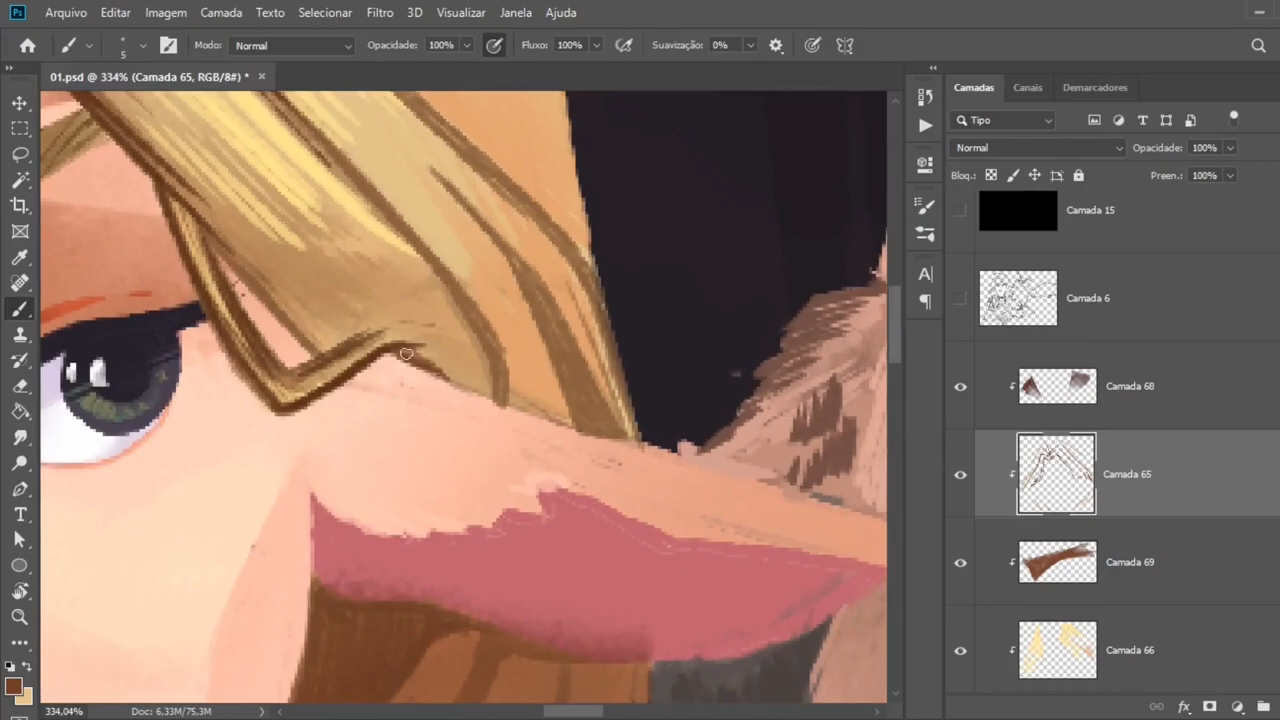 Ps Arquivo Editar Imagem Camada Texto Selecionar Filtro 3D Visualizar Janela Ajuda
5 Modo: Normal Opacidade: 100% Fluxo: 100% Suavização: 0%
01.psd @ 334% (Camada 65, RGB/8#) * ×
Camadas Canais Demarcadores
Tipo
Normal Opacidade: 100%
Bloq.: Preen.: 100%
Camada 15
Camada 6
Camada 68
Camada 65
Camada 69
Camada 66
334,04% Doc: 6,33M/75,3M